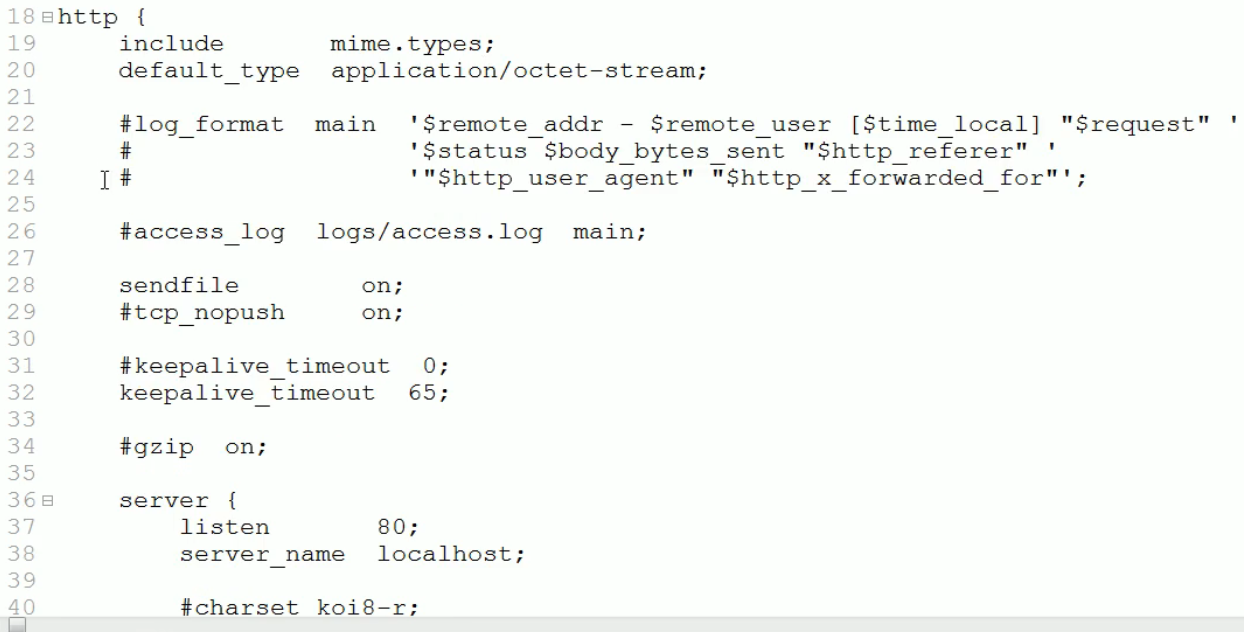 18 http {
19     include       mime.types;
20     default_type  application/octet-stream;
21
22     #log_format  main  '$remote_addr - $remote_user [$time_local] "$request" '
23     #                  '$status $body_bytes_sent "$http_referer" '
24     #                  '"$http_user_agent" "$http_x_forwarded_for"';
25
26     #access_log  logs/access.log  main;
27
28     sendfile        on;
29     #tcp_nopush     on;
30
31     #keepalive_timeout  0;
32     keepalive_timeout  65;
33
34     #gzip  on;
35
36     server {
37         listen       80;
38         server_name  localhost;
39
40         #charset koi8-r;